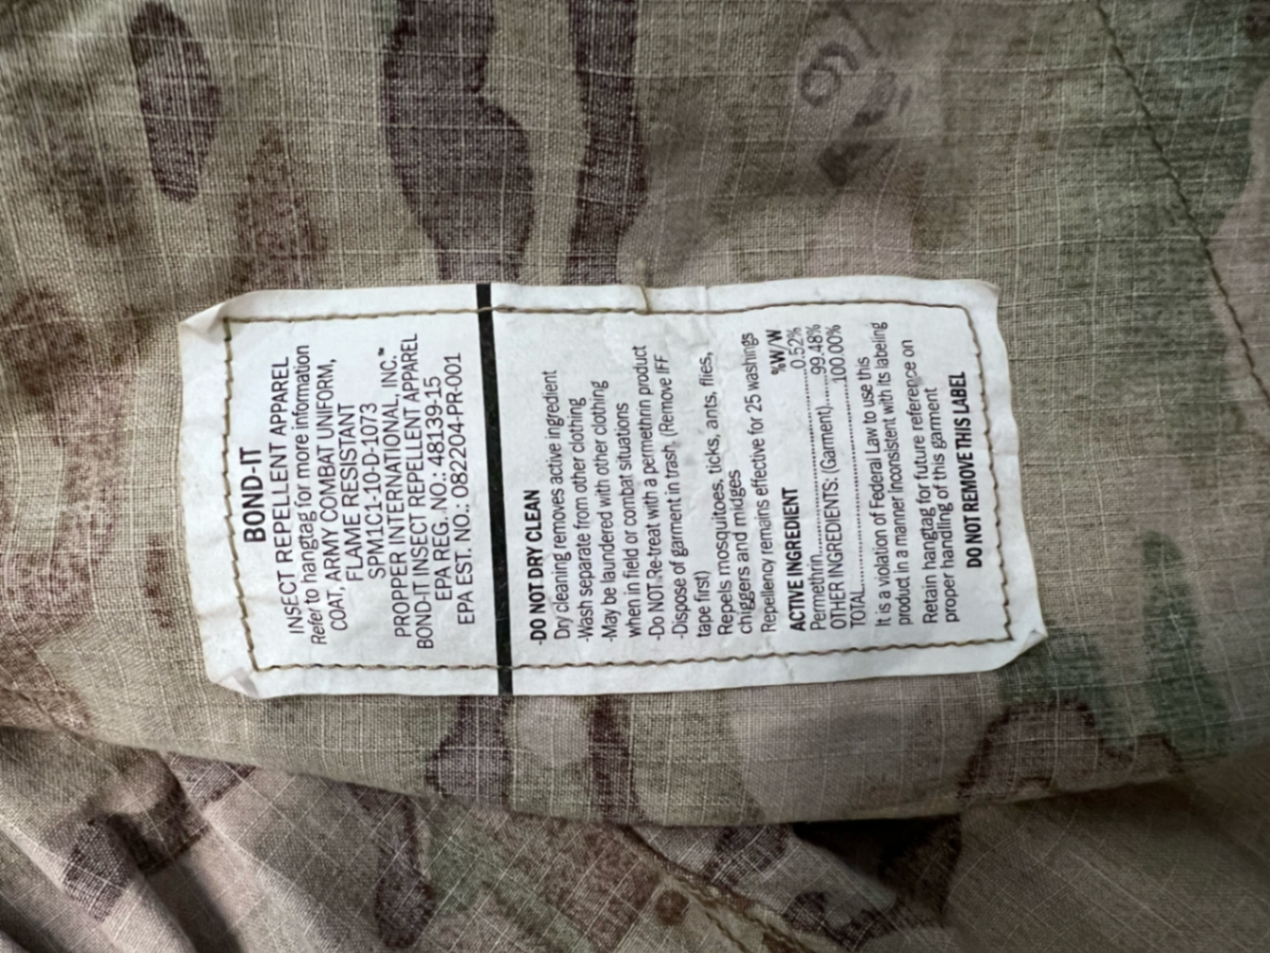 BOND-IT
INSECT REPELLENT APPAREL
Refer to hangtag for more information
COAT, ARMY COMBAT UNIFORM,
FLAME RESISTANT
SPM1C1-10-D-1073
PROPPER INTERNATIONAL, INC.™
BOND-IT INSECT REPELLENT APPAREL
EPA REG. NO.: 48139-15
EPA EST. NO.: 082204-PR-001
-DO NOT DRY CLEAN
Dry cleaning removes active ingredient
-Wash separate from other clothing
-May be laundered with other clothing
when in field or combat situations
-Do NOT Re-treat with a permethrin product
-Dispose of garment in trash. (Remove IFF
tape first)
Repels mosquitoes, ticks, ants, flies,
chiggers and midges
Repellency remains effective for 25 washings
ACTIVE INGREDIENT %W/W
Permethrin..........0.52%
OTHER INGREDIENTS: (Garment)..........99.48%
TOTAL..........100.00%
It is a violation of Federal Law to use this
product in a manner inconsistent with its labeling
Retain hangtag for future reference on
proper handling of this garment
DO NOT REMOVE THIS LABEL